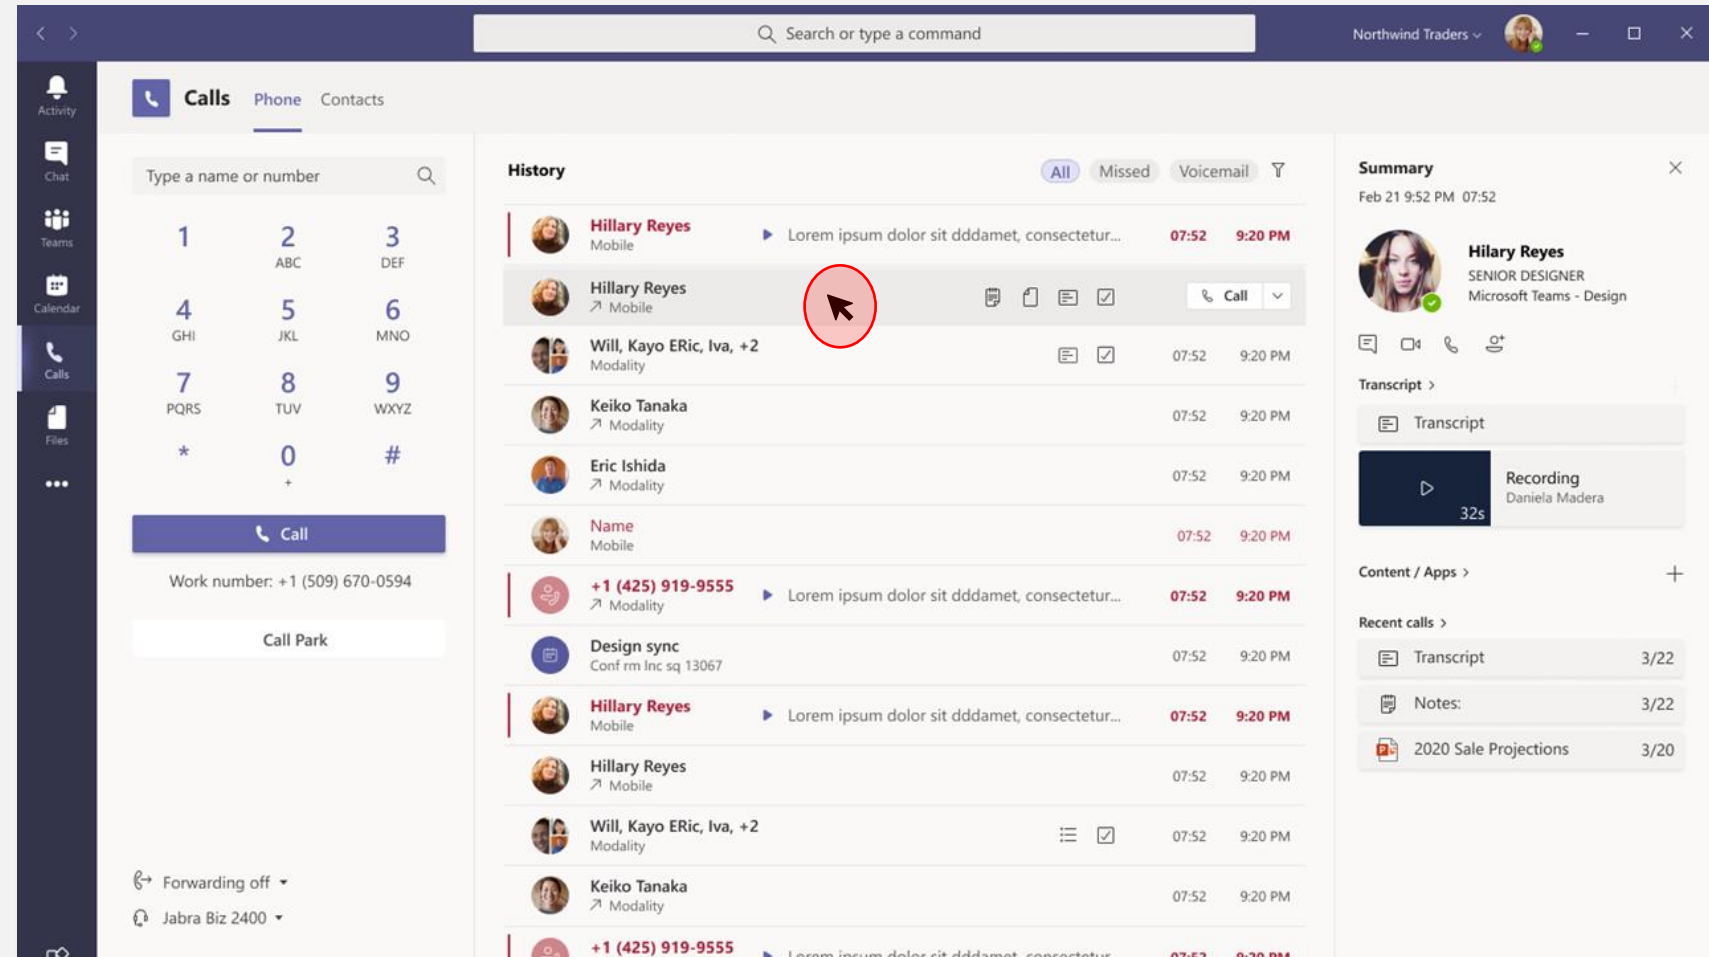 Search or type a command
Northwind Traders
Activity
Chat
Teams
Calendar
Calls
Files
Calls Phone Contacts
Type a name or number
1
2
3
ABC
DEF
4
5
6
GHI
JKL
MNO
7
8
9
PQRS
TUV
WXYZ
*
0
#
+
Call
Work number: +1 (509) 670-0594
Call Park
Forwarding off
Jabra Biz 2400
History
All Missed Voicemail
Hillary Reyes
Mobile
Lorem ipsum dolor sit dddamet, consectetur... 07:52 9:20 PM
Hillary Reyes
Mobile
Call
Will, Kayo ERic, Iva, +2
Modality
07:52 9:20 PM
Keiko Tanaka
Modality
07:52 9:20 PM
Eric Ishida
Modality
07:52 9:20 PM
Name
Mobile
07:52 9:20 PM
+1 (425) 919-9555
Modality
Lorem ipsum dolor sit dddamet, consectetur... 07:52 9:20 PM
Design sync
Conf rm Inc sq 13067
07:52 9:20 PM
Hillary Reyes
Mobile
Lorem ipsum dolor sit dddamet, consectetur... 07:52 9:20 PM
Hillary Reyes
Mobile
07:52 9:20 PM
Will, Kayo ERic, Iva, +2
Modality
07:52 9:20 PM
Keiko Tanaka
Modality
07:52 9:20 PM
+1 (425) 919-9555
Lorem ipsum dolor sit dddamet, consectetur... 07:52 9:20 PM
Summary
Feb 21 9:52 PM 07:52
Hilary Reyes
SENIOR DESIGNER
Microsoft Teams - Design
Transcript >
Transcript
Recording
Daniela Madera
32s
Content / Apps >
Recent calls >
Transcript 3/22
Notes: 3/22
2020 Sale Projections 3/20